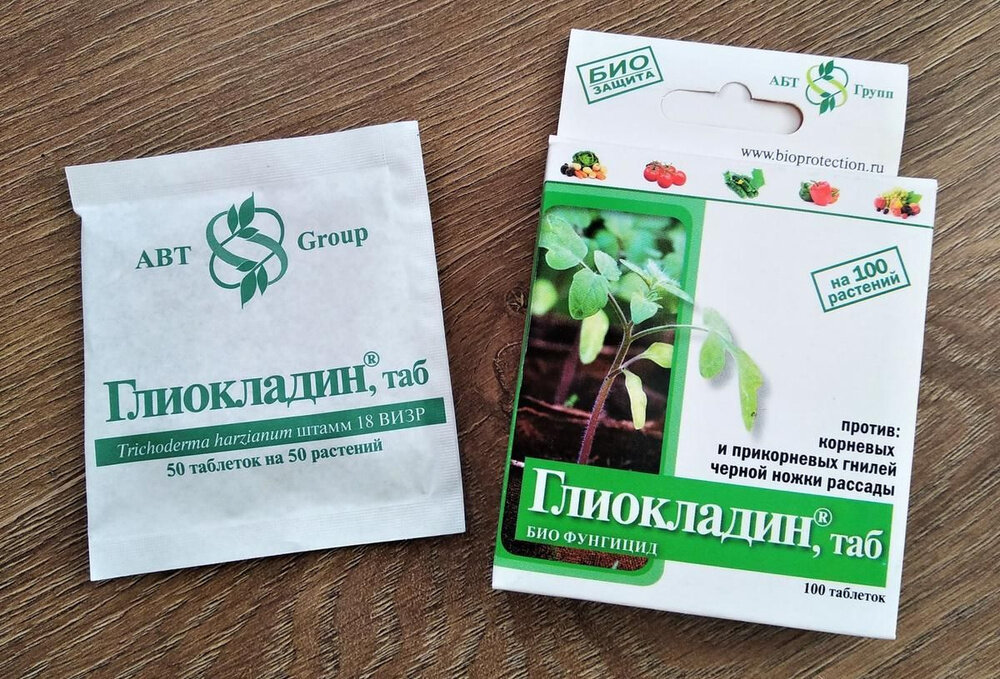 АВТ Group
Глиокладин®, таб
Trichoderma harzianum штамм 18 ВИЗР
50 таблеток на 50 растений
БИО
ЗАЩИТА
АБТ Групп
www.bioprotection.ru
на 100
растений
против:
корневых
и прикорневых гнилей
черной ножки рассады
Глиокладин®, таб
БИО ФУНГИЦИД
100 таблеток